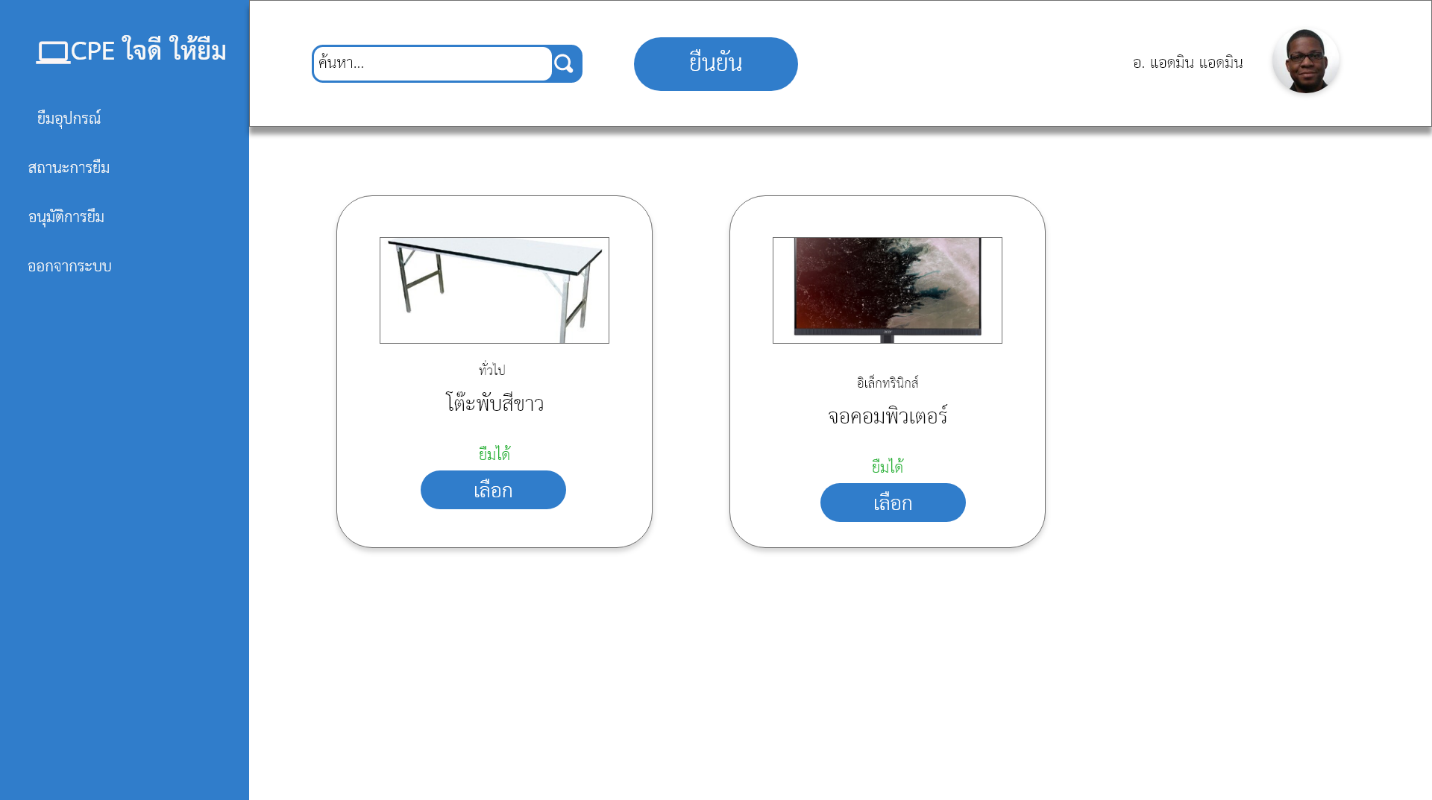 CPE ใจดี ให้ยืม
ค้นหา...
ยืนยัน
อ. แอดมิน แอดมิน
ยืมอุปกรณ์
สถานะการยืม
อนุมัติการยืม
ออกจากระบบ
ทั่วไป
โต๊ะพับสีขาว
ยืมได้
เลือก
อิเล็กทรินิกส์
จอคอมพิวเตอร์
ยืมได้
เลือก